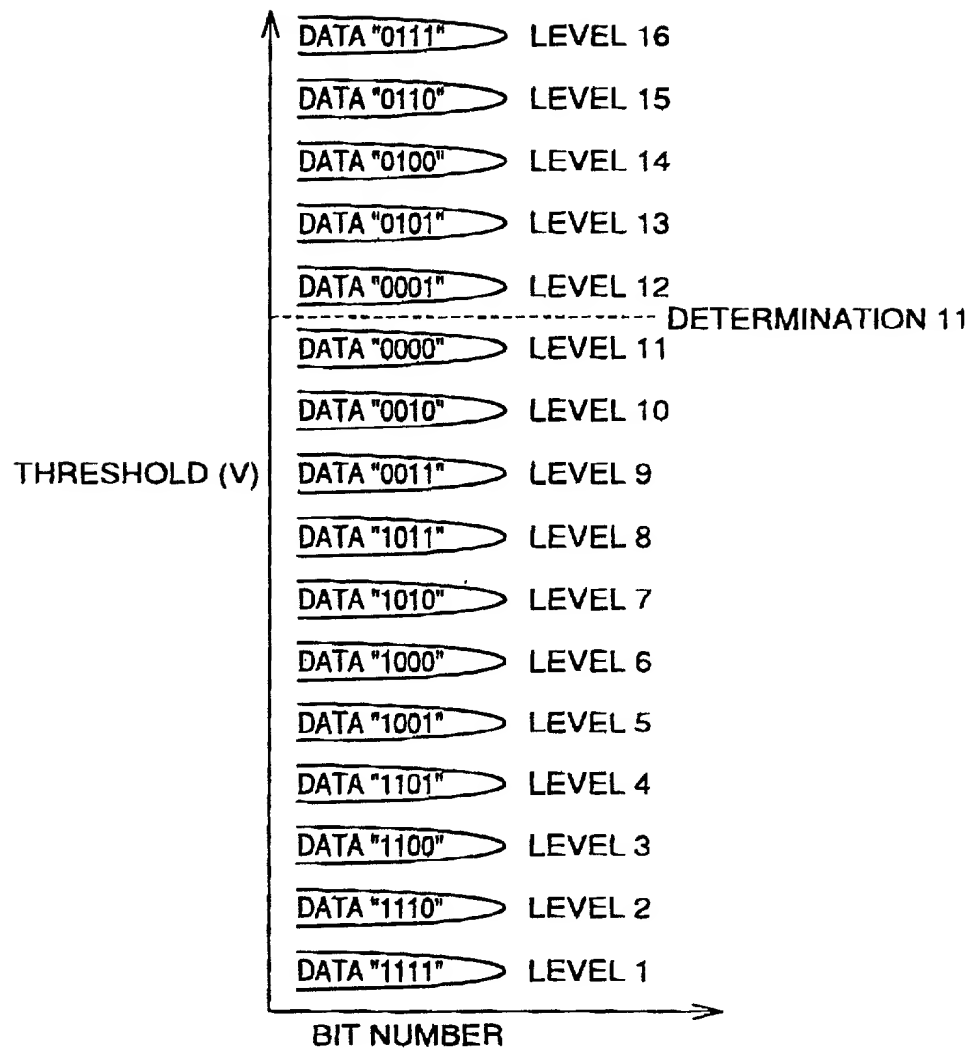 DATA "0111" LEVEL 16
DATA "0110" LEVEL 15
DATA "0100" LEVEL 14
DATA "0101" LEVEL 13
DATA "0001" LEVEL 12
DETERMINATION 11
DATA "0000" LEVEL 11
DATA "0010" LEVEL 10
THRESHOLD (V) DATA "0011" LEVEL 9
DATA "1011" LEVEL 8
DATA "1010" LEVEL 7
DATA "1000" LEVEL 6
DATA "1001" LEVEL 5
DATA "1101" LEVEL 4
DATA "1100" LEVEL 3
DATA "1110" LEVEL 2
DATA "1111" LEVEL 1
BIT NUMBER